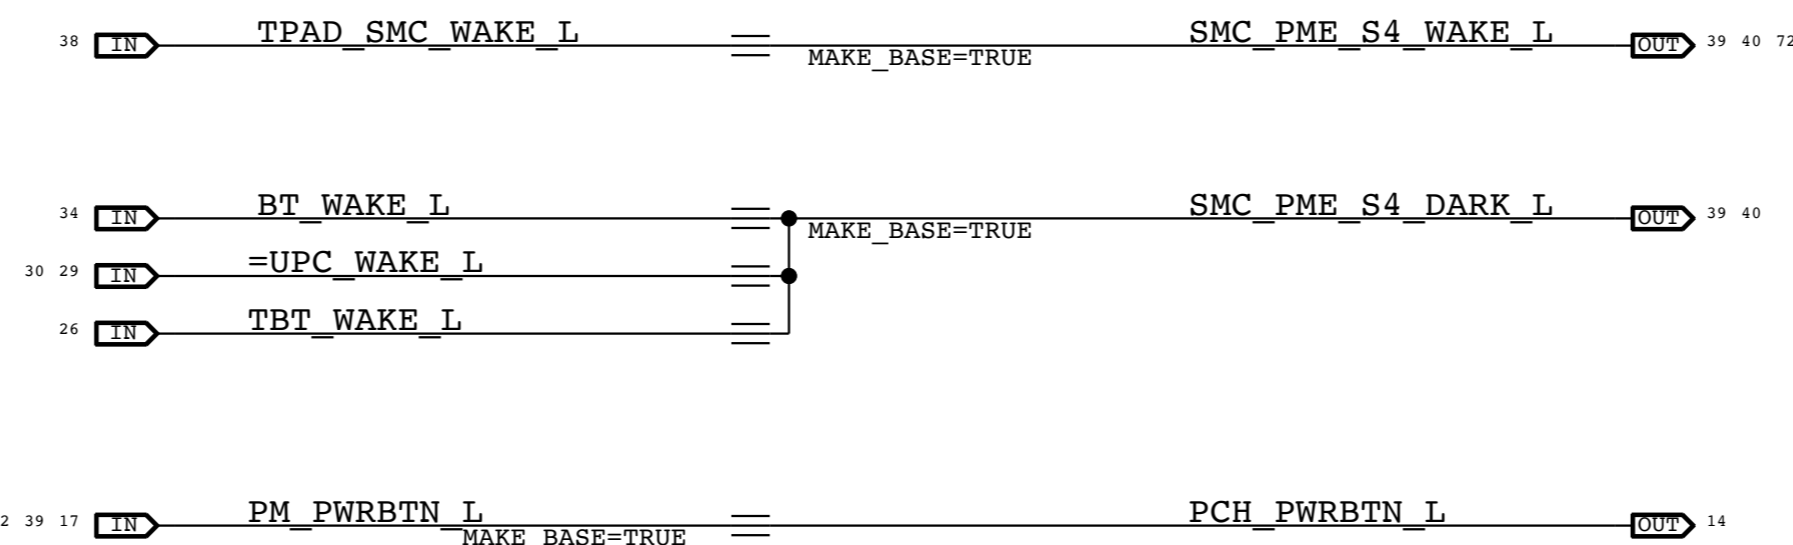 38 IN TPAD_SMC_WAKE_L SMC_PME_S4_WAKE_L OUT 39 40 72
MAKE_BASE=TRUE
34 IN BT_WAKE_L SMC_PME_S4_DARK_L OUT 39 40
MAKE_BASE=TRUE
30 29 IN =UPC_WAKE_L
26 IN TBT_WAKE_L
2 39 17 IN PM_PWRBTN_L PCH_PWRBTN_L OUT 14
MAKE_BASE=TRUE